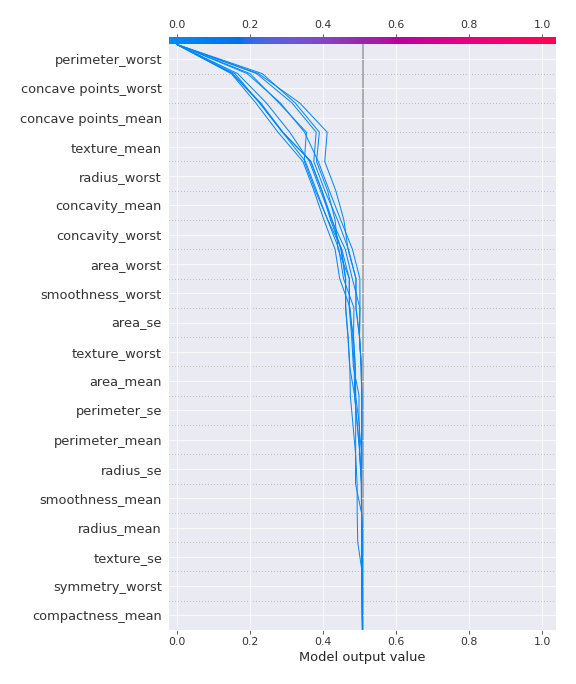 0.0 0.2 0.4 0.6 0.8 1.0
perimeter_worst
concave points_worst
concave points_mean
texture_mean
radius_worst
concavity_mean
concavity_worst
area_worst
smoothness_worst
area_se
texture_worst
area_mean
perimeter_se
perimeter_mean
radius_se
smoothness_mean
radius_mean
texture_se
symmetry_worst
compactness_mean
0.0 0.2 0.4 0.6 0.8 1.0
Model output value